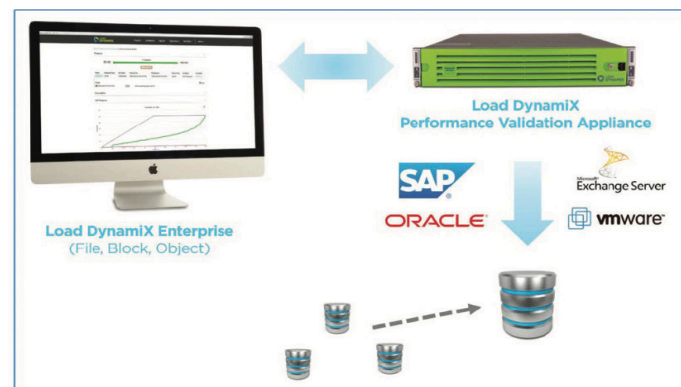 Load DynamiX
Performance Validation Appliance
SAP
Microsoft
Exchange Server
ORACLE
vmware
Load DynamiX Enterprise
(File, Block, Object)